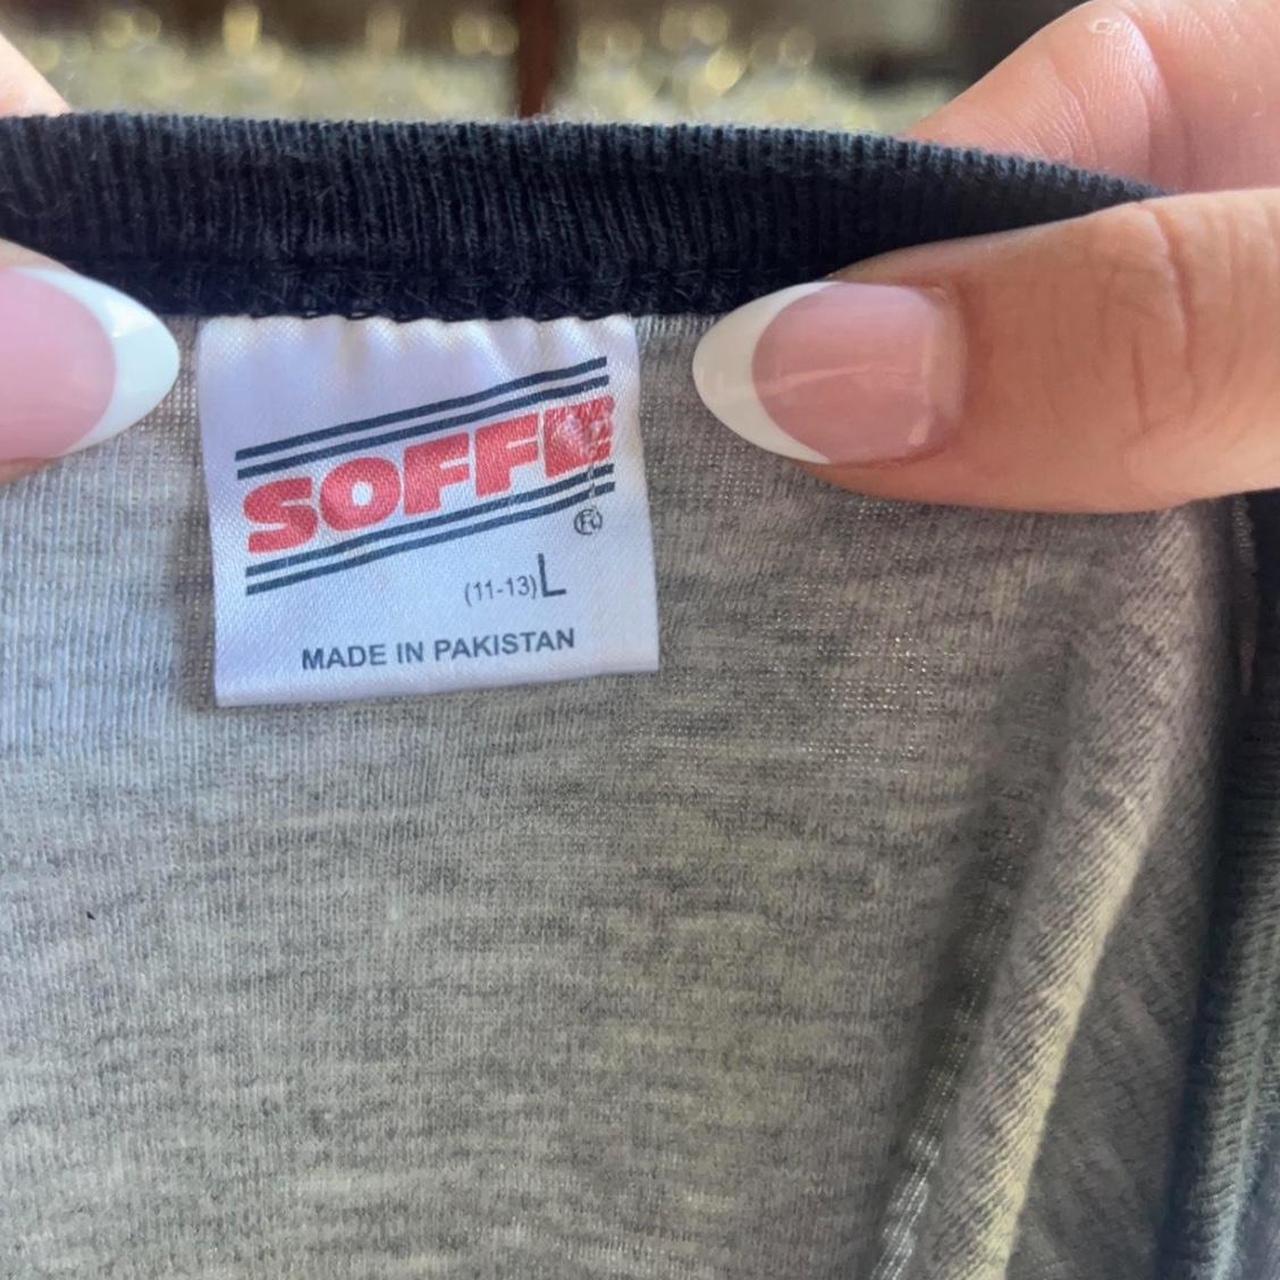 SOFFE
®
(11-13)L
MADE IN PAKISTAN